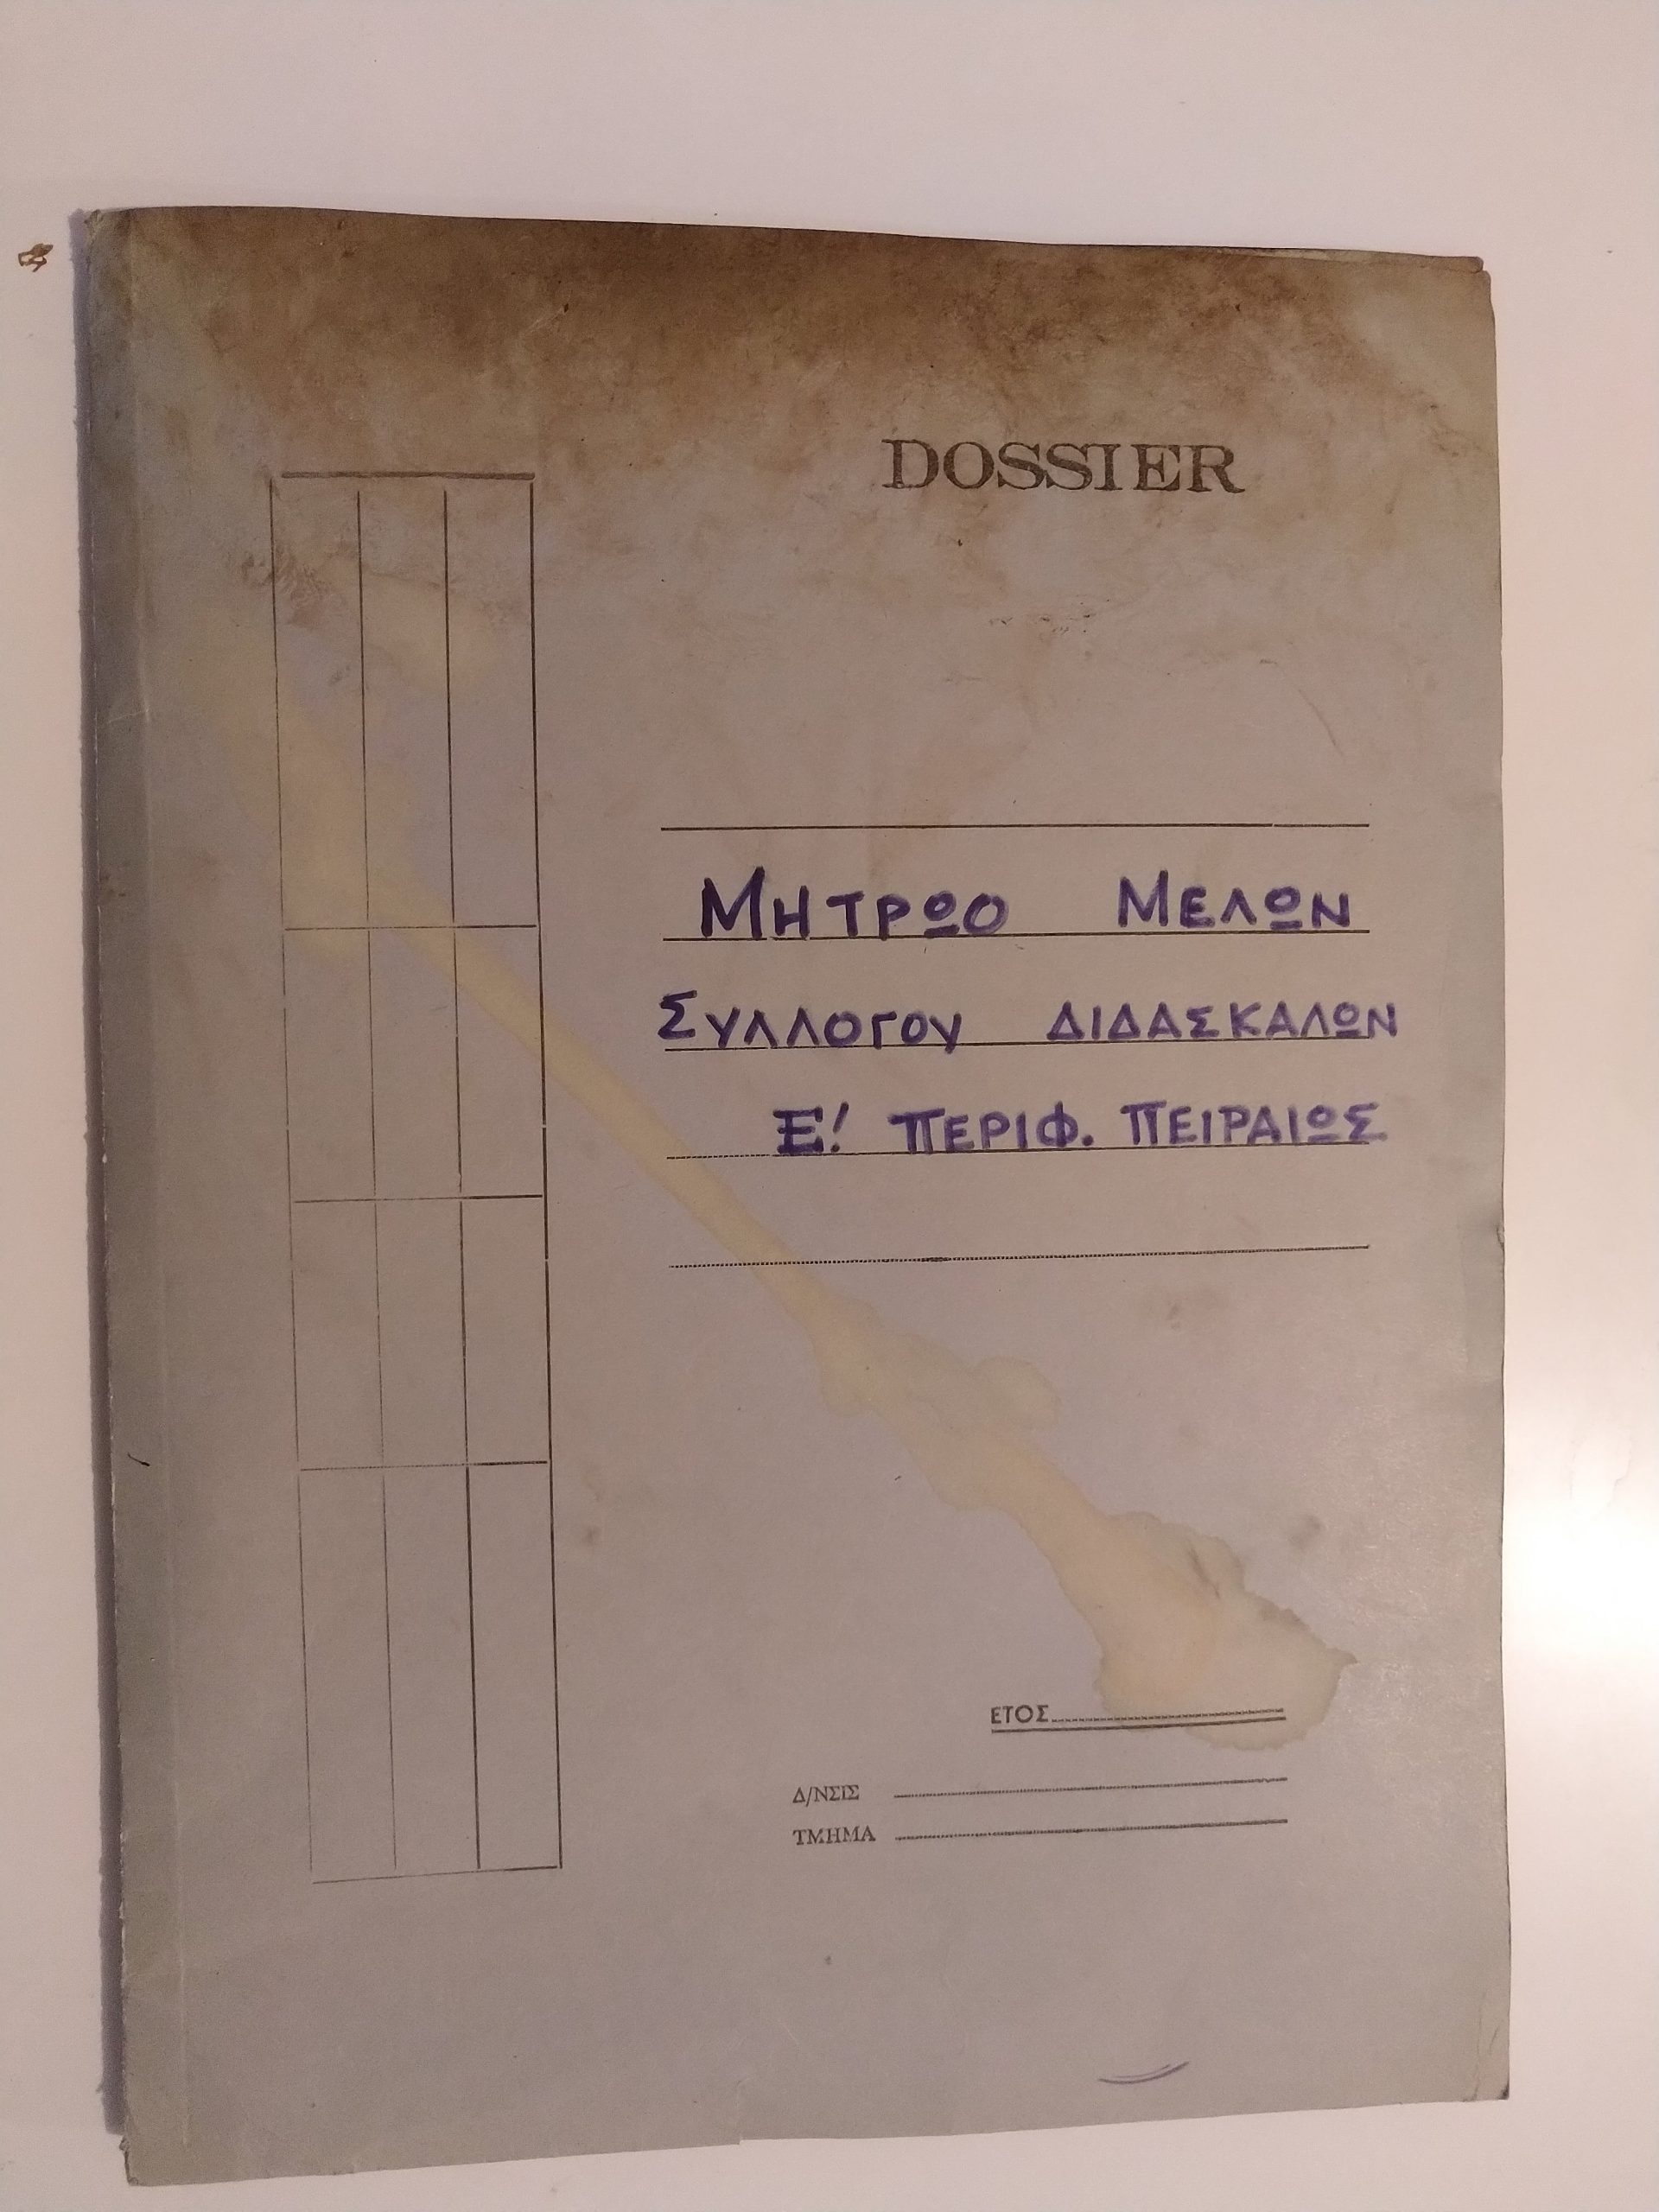 DOSSIER
ΜΗΤΡΩΟ ΜΕΛΩΝ
ΣΥΛΛΟΓΟΥ ΔΙΔΑΣΚΑΛΩΝ
Ε! ΠΕΡΙΦ. ΠΕΙΡΑΙΩΣ
ΕΤΟΣ
Δ/ΝΣΙΣ
ΤΜΗΜΑ